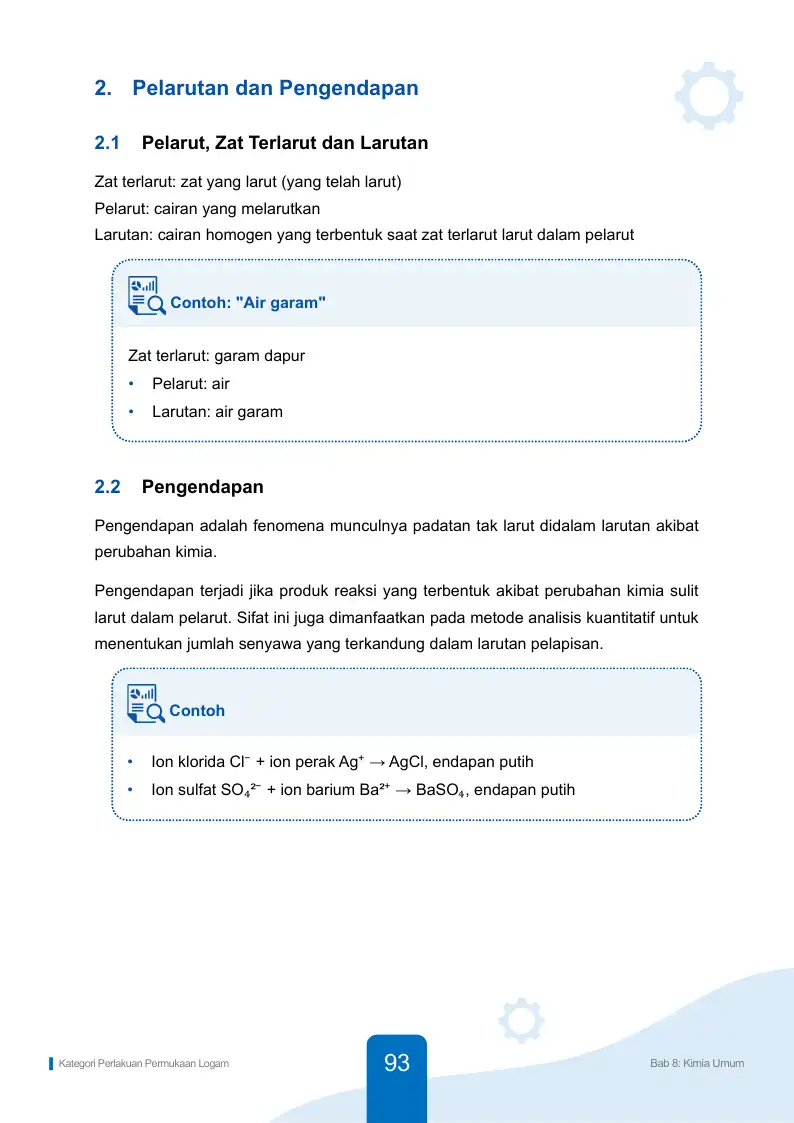 2. Pelarutan dan Pengendapan
2.1 Pelarut, Zat Terlarut dan Larutan
Zat terlarut: zat yang larut (yang telah larut)
Pelarut: cairan yang melarutkan
Larutan: cairan homogen yang terbentuk saat zat terlarut larut dalam pelarut
Contoh: "Air garam"
Zat terlarut: garam dapur
• Pelarut: air
• Larutan: air garam
2.2 Pengendapan
Pengendapan adalah fenomena munculnya padatan tak larut didalam larutan akibat
perubahan kimia.
Pengendapan terjadi jika produk reaksi yang terbentuk akibat perubahan kimia sulit
larut dalam pelarut. Sifat ini juga dimanfaatkan pada metode analisis kuantitatif untuk
menentukan jumlah senyawa yang terkandung dalam larutan pelapisan.
Contoh
• Ion klorida Cl⁻ + ion perak Ag⁺ → AgCl, endapan putih
• Ion sulfat SO₄²⁻ + ion barium Ba²⁺ → BaSO₄, endapan putih
Kategori Perlakuan Permukaan Logam
93
Bab 8: Kimia Umum